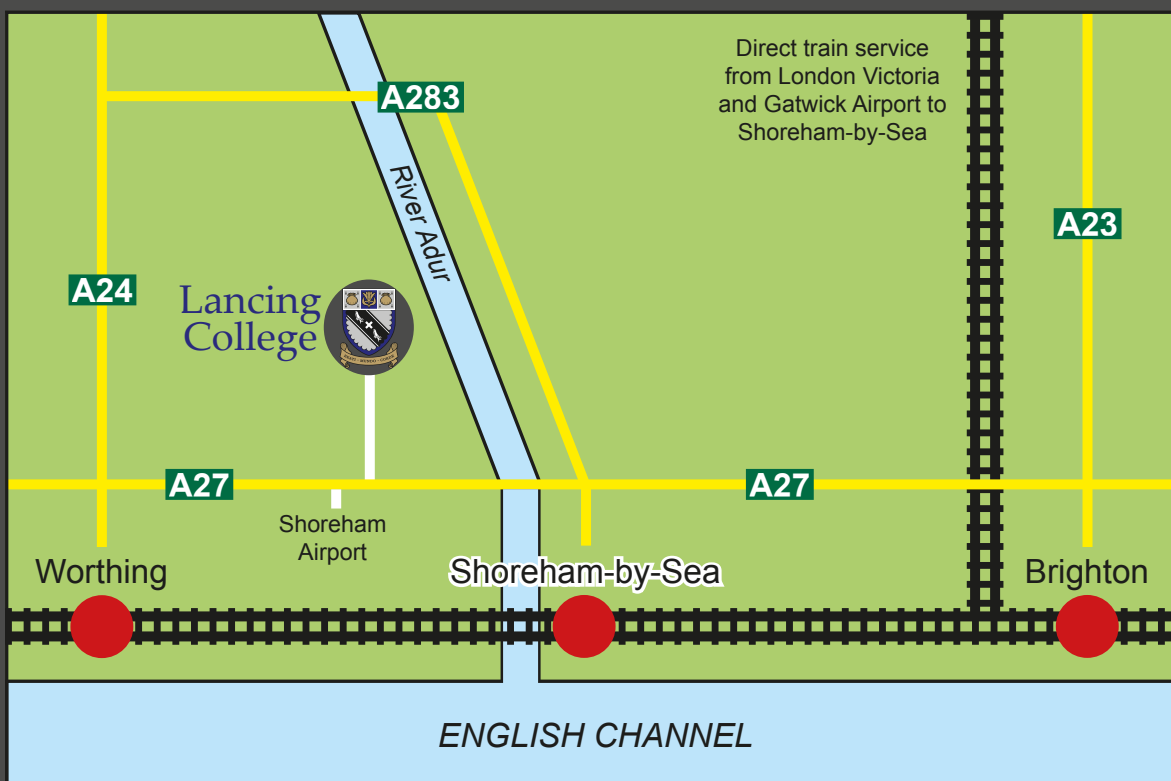 Direct train service
from London Victoria
and Gatwick Airport to
Shoreham-by-Sea
A283
River Adur
A23
A24
Lancing
College
A27
A27
Shoreham
Airport
Worthing
Shoreham-by-Sea
Brighton
ENGLISH CHANNEL